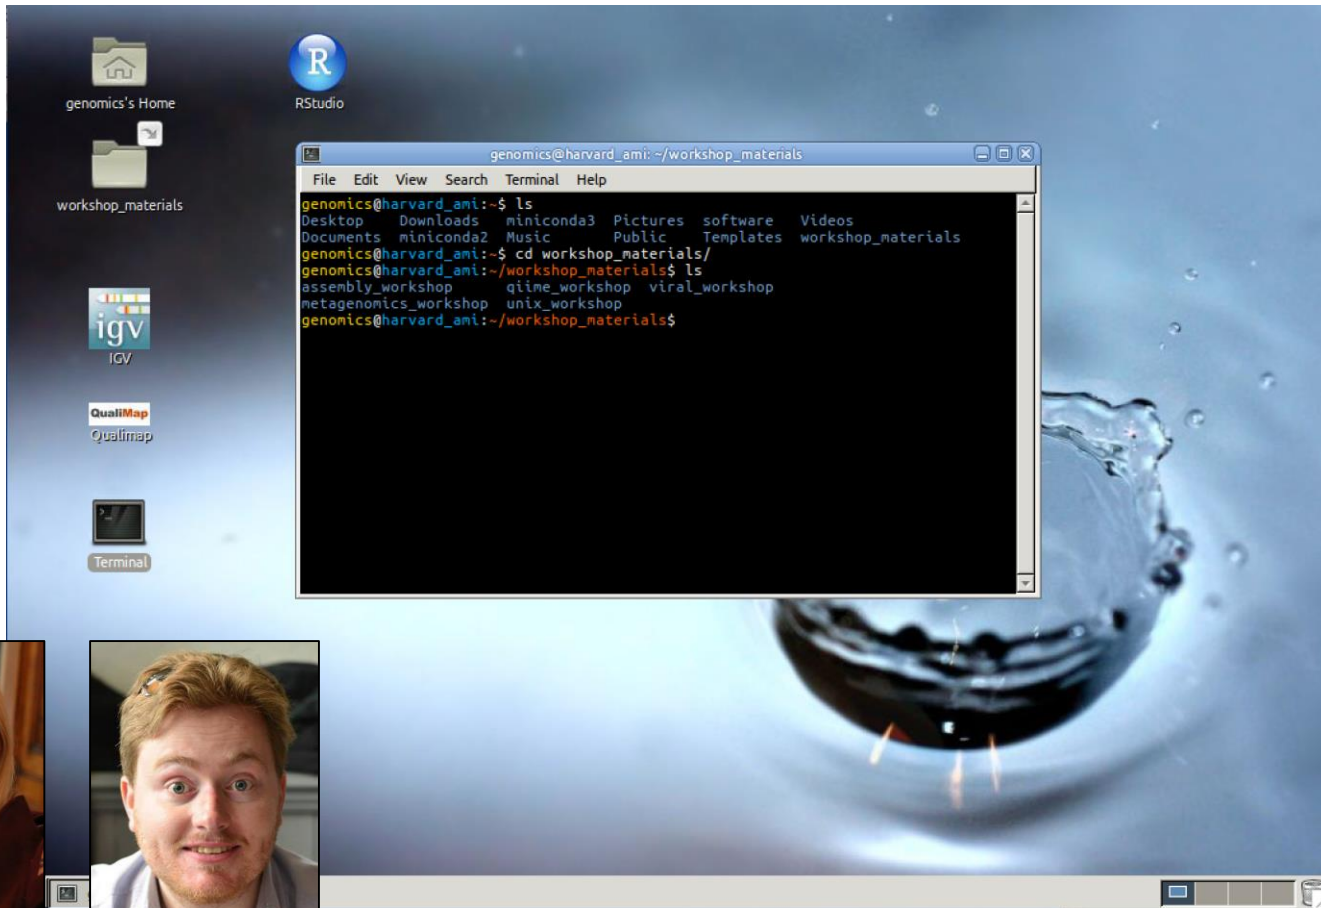 genomics's Home
R
RStudio
workshop_materials
igv
IGV
QualiMap
Qualimap
>_
Terminal
genomics@harvard_ami: ~/workshop_materials
File Edit View Search Terminal Help
genomics@harvard_ami:~$ ls
Desktop Downloads miniconda3 Pictures software Videos
Documents miniconda2 Music Public Templates workshop_materials
genomics@harvard_ami:~$ cd workshop_materials/
genomics@harvard_ami:~/workshop_materials$ ls
assembly_workshop qiime_workshop viral_workshop
metagenomics_workshop unix_workshop
genomics@harvard_ami:~/workshop_materials$